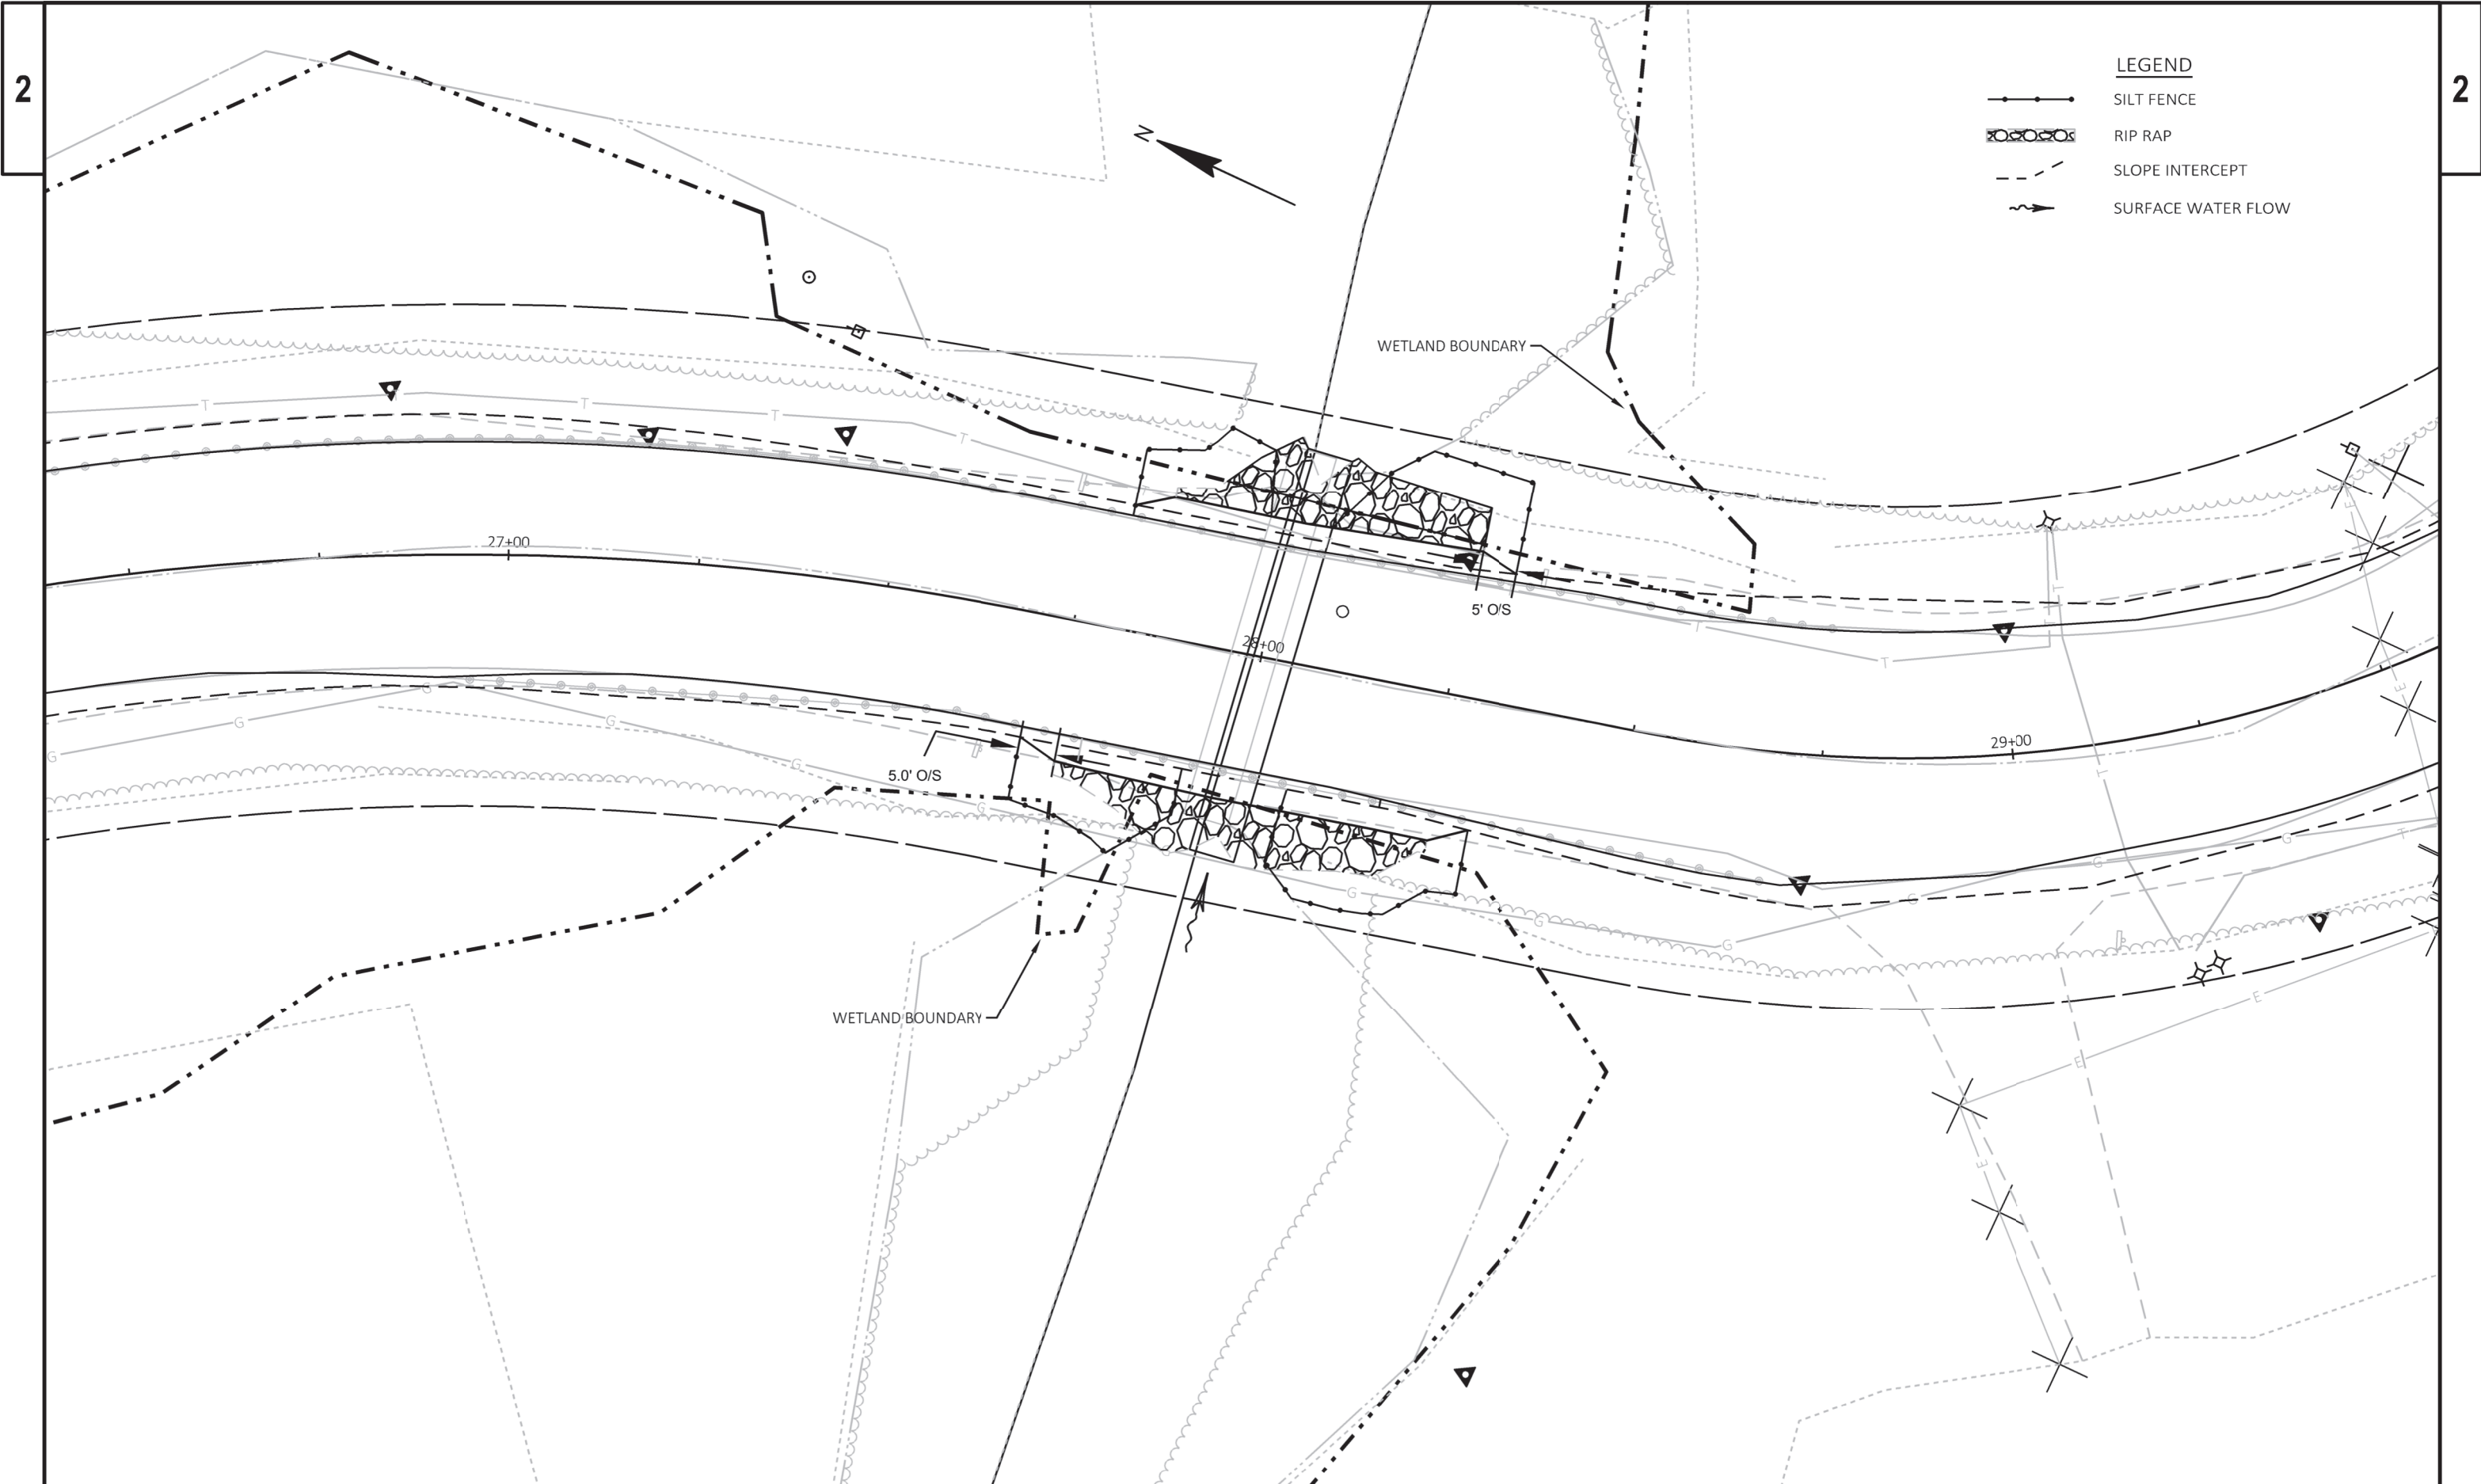 2
2
LEGEND
SILT FENCE
RIP RAP
SLOPE INTERCEPT
SURFACE WATER FLOW
N
WETLAND BOUNDARY
T
T
T
T
T
27+00
5' O/S
28+00
T
T
T
T
T
E
E
29+00
G
G
G
G
G
G
G
G
G
G
G
G
T
5.0' O/S
WETLAND BOUNDARY
E
E
E